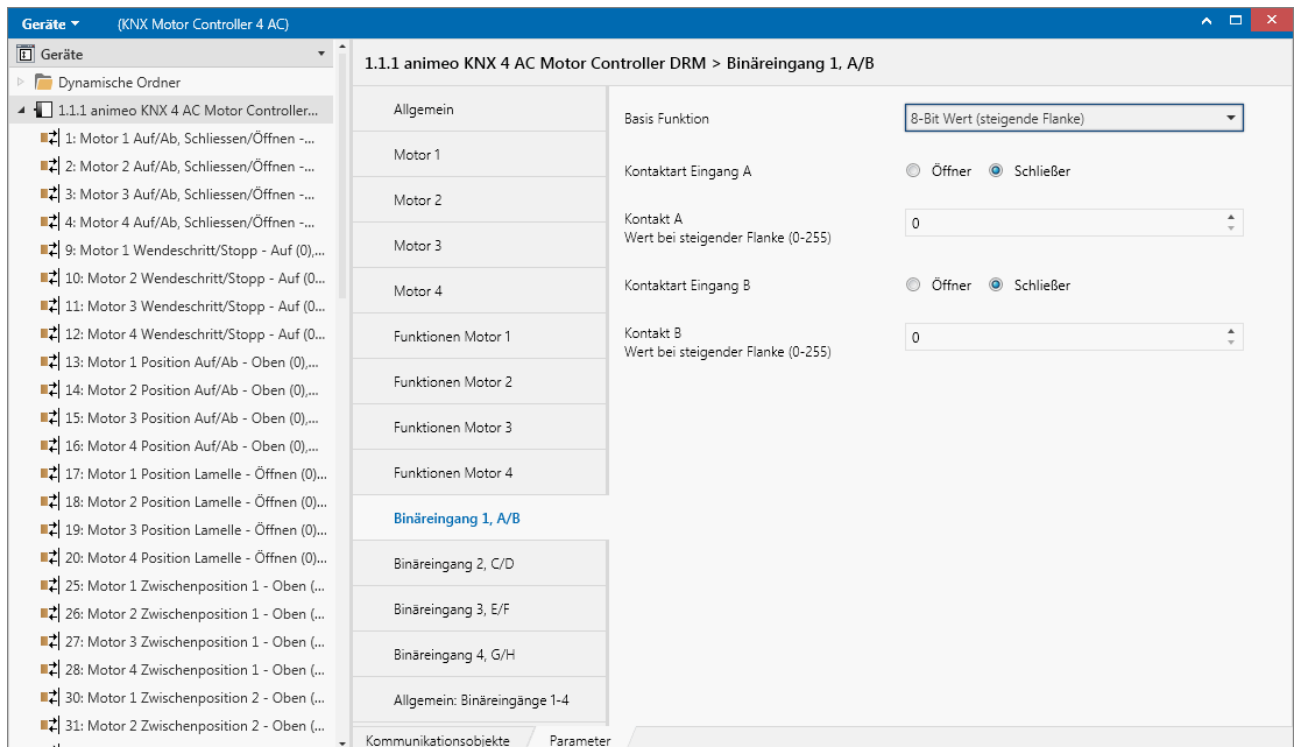 Geräte (KNX Motor Controller 4 AC)
Geräte
Dynamische Ordner
1.1.1 animeo KNX 4 AC Motor Controller...
1: Motor 1 Auf/Ab, Schliessen/Öffnen -...
2: Motor 2 Auf/Ab, Schliessen/Öffnen -...
3: Motor 3 Auf/Ab, Schliessen/Öffnen -...
4: Motor 4 Auf/Ab, Schliessen/Öffnen -...
9: Motor 1 Wendeschritt/Stopp - Auf (0),...
10: Motor 2 Wendeschritt/Stopp - Auf (0...
11: Motor 3 Wendeschritt/Stopp - Auf (0...
12: Motor 4 Wendeschritt/Stopp - Auf (0...
13: Motor 1 Position Auf/Ab - Oben (0),...
14: Motor 2 Position Auf/Ab - Oben (0),...
15: Motor 3 Position Auf/Ab - Oben (0),...
16: Motor 4 Position Auf/Ab - Oben (0),...
17: Motor 1 Position Lamelle - Öffnen (0)...
18: Motor 2 Position Lamelle - Öffnen (0)...
19: Motor 3 Position Lamelle - Öffnen (0)...
20: Motor 4 Position Lamelle - Öffnen (0)...
25: Motor 1 Zwischenposition 1 - Oben (...
26: Motor 2 Zwischenposition 1 - Oben (...
27: Motor 3 Zwischenposition 1 - Oben (...
28: Motor 4 Zwischenposition 1 - Oben (...
30: Motor 1 Zwischenposition 2 - Oben (...
31: Motor 2 Zwischenposition 2 - Oben (...
1.1.1 animeo KNX 4 AC Motor Controller DRM > Binäreingang 1, A/B
Allgemein
Motor 1
Motor 2
Motor 3
Motor 4
Funktionen Motor 1
Funktionen Motor 2
Funktionen Motor 3
Funktionen Motor 4
Binäreingang 1, A/B
Binäreingang 2, C/D
Binäreingang 3, E/F
Binäreingang 4, G/H
Allgemein: Binäreingänge 1-4
Basis Funktion 8-Bit Wert (steigende Flanke)
Kontaktart Eingang A Öffner Schließer
Kontakt A
Wert bei steigender Flanke (0-255) 0
Kontaktart Eingang B Öffner Schließer
Kontakt B
Wert bei steigender Flanke (0-255) 0
Kommunikationsobjekte Parameter